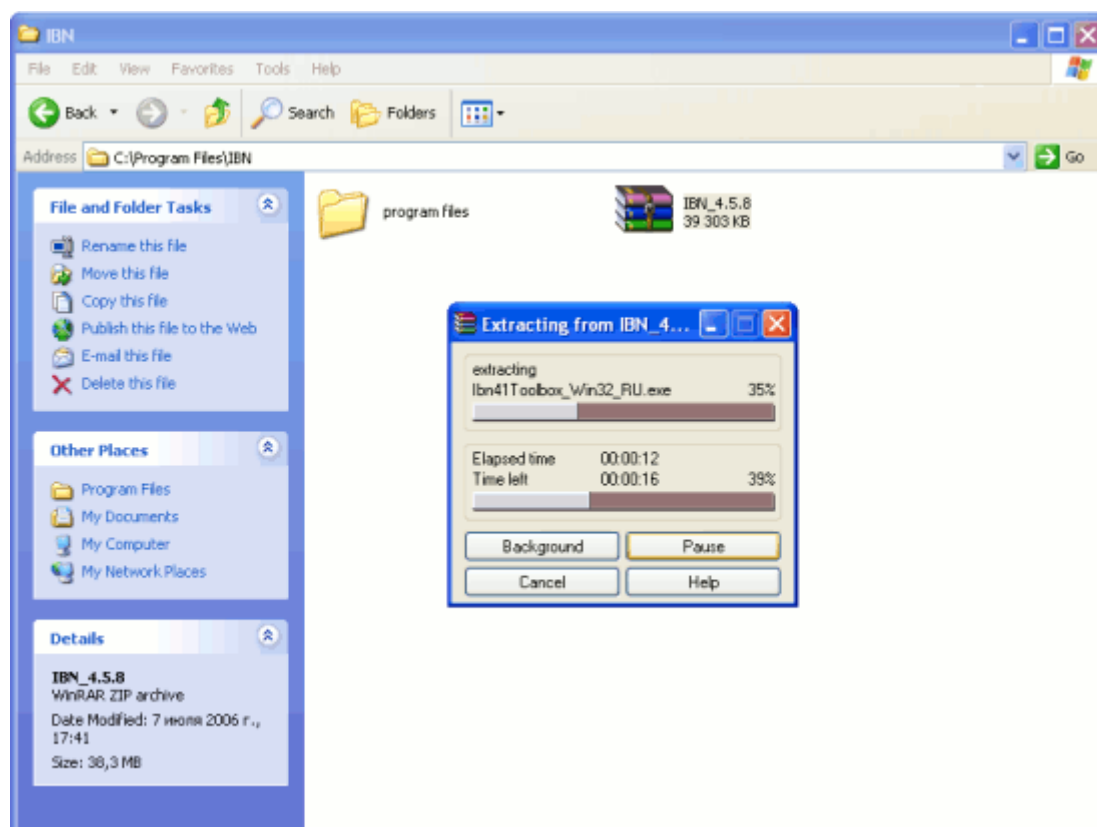 IBN
File Edit View Favorites Tools Help
Back Search Folders
Address C:\Program Files\IBN Go
File and Folder Tasks
Rename this file
Move this file
Copy this file
Publish this file to the Web
E-mail this file
Delete this file
Other Places
Program Files
My Documents
My Computer
My Network Places
Details
IBN_4.5.8
WinRAR ZIP archive
Date Modified: 7 июля 2006 г.,
17:41
Size: 38,3 MB
program files
IBN_4.5.8
39 303 KB
Extracting from IBN_4...
extracting
Ibn41Toolbox_Win32_RU.exe 35%
Elapsed time 00:00:12
Time left 00:00:16 39%
Background Pause
Cancel Help